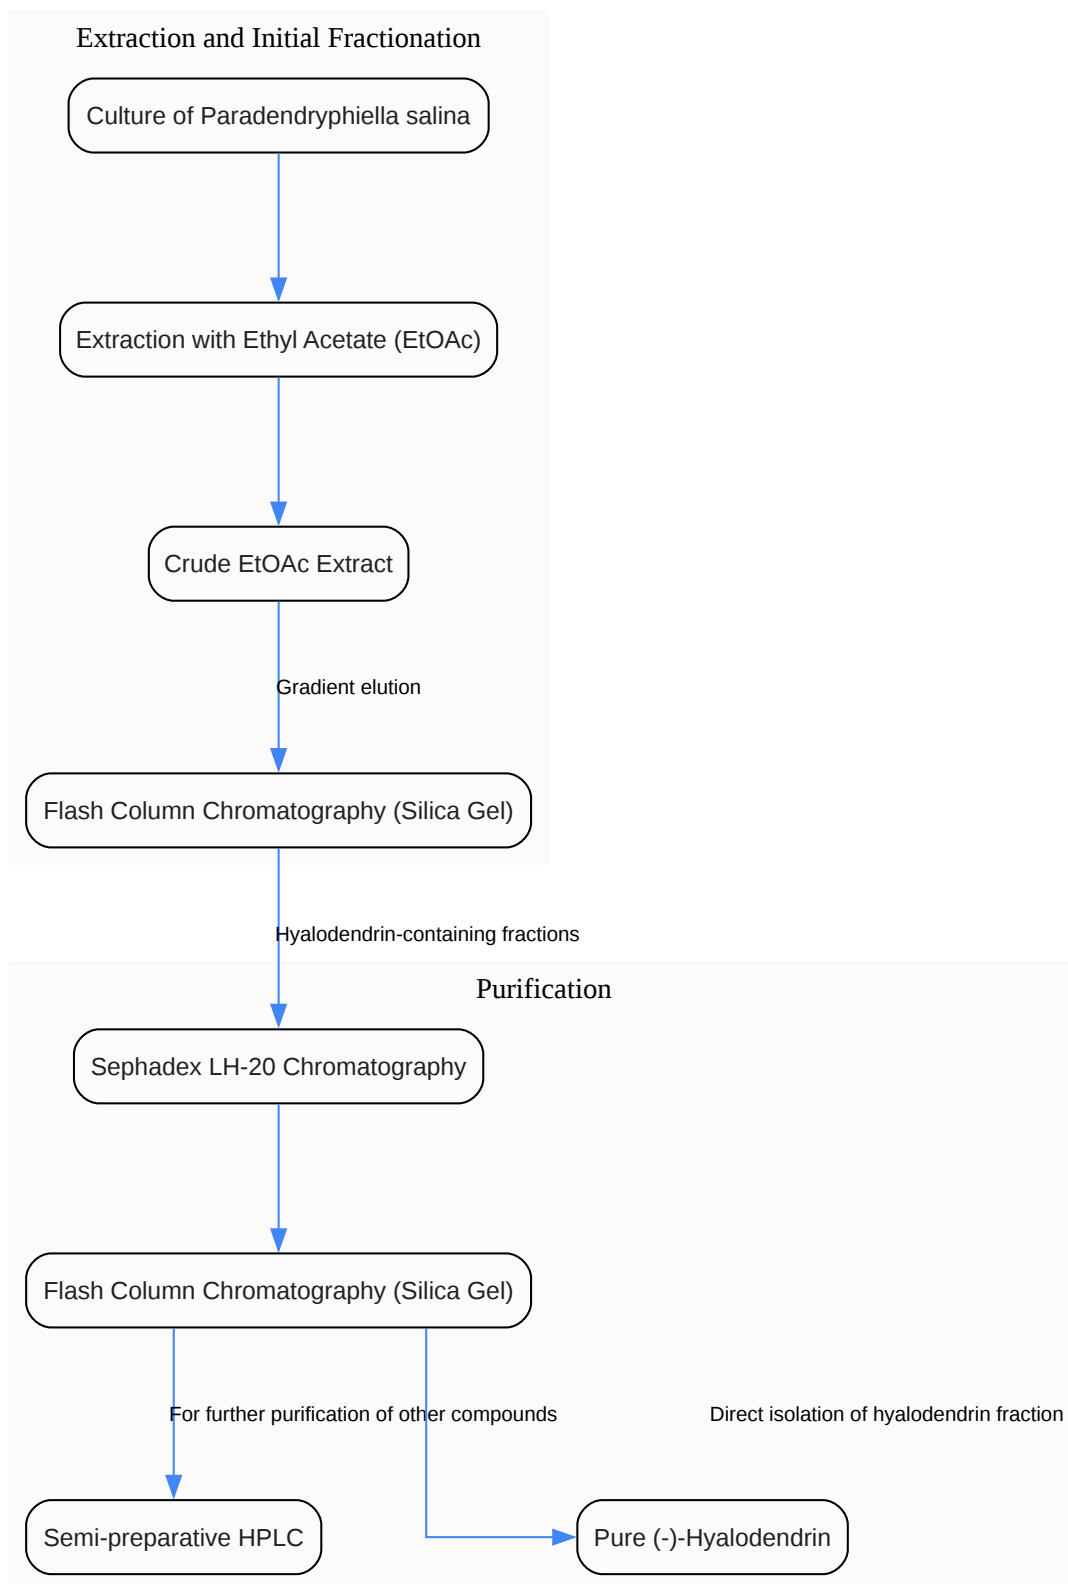 Extraction and Initial Fractionation
Culture of Paradendryphiella salina
Extraction with Ethyl Acetate (EtOAc)
Crude EtOAc Extract
Gradient elution
Flash Column Chromatography (Silica Gel)
Hyalodendrin-containing fractions
Purification
Sephadex LH-20 Chromatography
Flash Column Chromatography (Silica Gel)
For further purification of other compounds
Direct isolation of hyalodendrin fraction
Semi-preparative HPLC
Pure (-)-Hyalodendrin